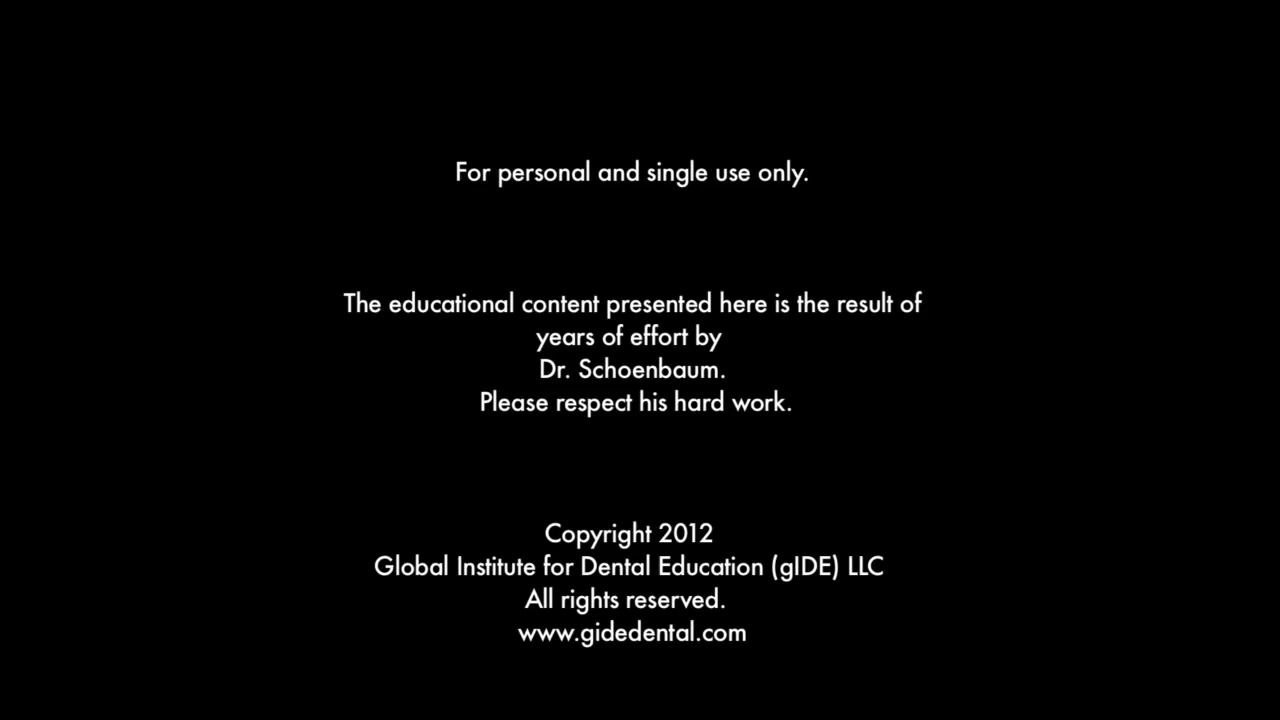 For personal and single use only.
The educational content presented here is the result of
years of effort by
Dr. Schoenbaum.
Please respect his hard work.
Copyright 2012
Global Institute for Dental Education (gIDE) LLC
All rights reserved.
www.gidedental.com